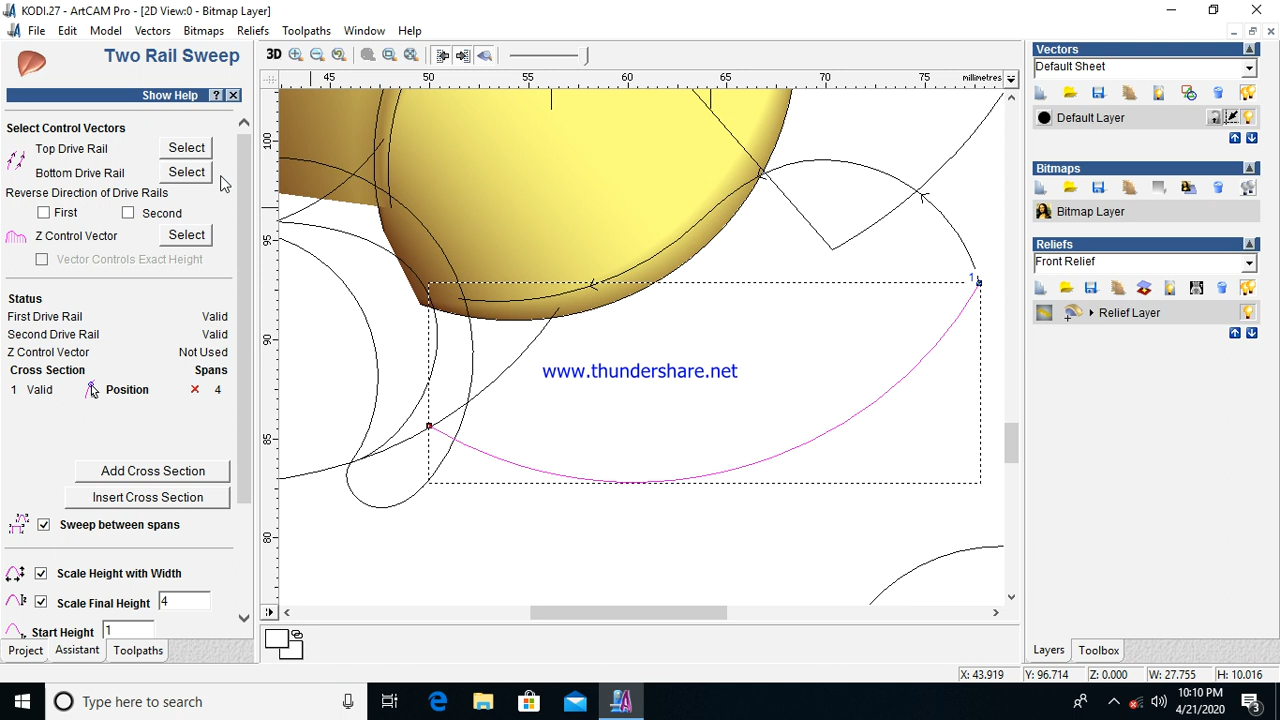 KODI.27 - ArtCAM Pro - [2D View:0 - Bitmap Layer]
File Edit Model Vectors Bitmaps Reliefs Toolpaths Window Help
Two Rail Sweep
Show Help ?
Select Control Vectors
Top Drive Rail Select
Bottom Drive Rail Select
Reverse Direction of Drive Rails
First Second
Z Control Vector Select
Vector Controls Exact Height
Status
First Drive Rail Valid
Second Drive Rail Valid
Z Control Vector Not Used
Cross Section Spans
1 Valid Position 4
Add Cross Section
Insert Cross Section
Sweep between spans
Scale Height with Width
Scale Final Height 4
Start Height 1
Project Assistant Toolpaths
3D
45 50 55 60 65 70 75 millimetres
100
95
90
85
80
1
www.thundershare.net
Vectors
Default Sheet
Default Layer
Bitmaps
Bitmap Layer
Reliefs
Front Relief
Relief Layer
Layers Toolbox
X: 43.919 Y: 96.714 Z: 0.000 W: 27.755 H: 10.016
Type here to search
10:10 PM
4/21/2020
3